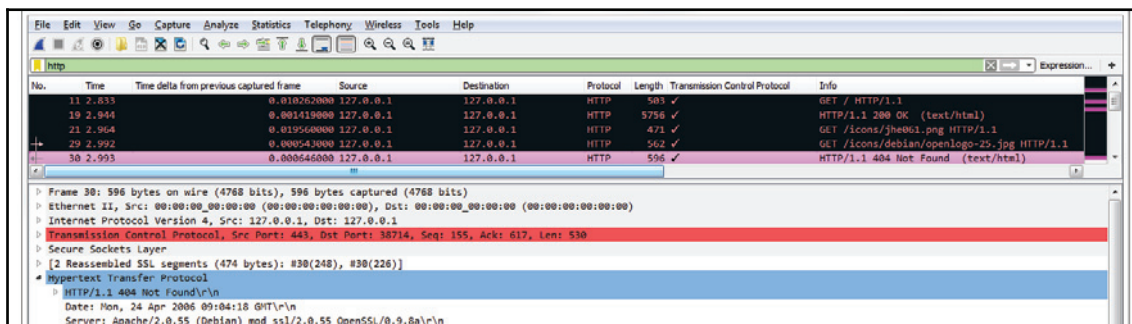 File Edit View Go Capture Analyze Statistics Telephony Wireless Tools Help
http Expression... +
No. Time Time delta from previous captured frame Source Destination Protocol Length Transmission Control Protocol Info
11 2.833 0.010262000 127.0.0.1 127.0.0.1 HTTP 503 ✓ GET / HTTP/1.1
19 2.944 0.001419000 127.0.0.1 127.0.0.1 HTTP 5756 ✓ HTTP/1.1 200 OK (text/html)
21 2.964 0.019560000 127.0.0.1 127.0.0.1 HTTP 471 ✓ GET /icons/jhe061.png HTTP/1.1
29 2.992 0.000543000 127.0.0.1 127.0.0.1 HTTP 562 ✓ GET /icons/debian/openlogo-25.jpg HTTP/1.1
30 2.993 0.000646000 127.0.0.1 127.0.0.1 HTTP 596 ✓ HTTP/1.1 404 Not Found (text/html)
Frame 30: 596 bytes on wire (4768 bits), 596 bytes captured (4768 bits)
Ethernet II, Src: 00:00:00_00:00:00 (00:00:00:00:00:00), Dst: 00:00:00_00:00:00 (00:00:00:00:00:00)
Internet Protocol Version 4, Src: 127.0.0.1, Dst: 127.0.0.1
Transmission Control Protocol, Src Port: 443, Dst Port: 38714, Seq: 155, Ack: 617, Len: 530
Secure Sockets Layer
[2 Reassembled SSL segments (474 bytes): #30(248), #30(226)]
Hypertext Transfer Protocol
HTTP/1.1 404 Not Found\r\n
Date: Mon, 24 Apr 2006 09:04:18 GMT\r\n
Server: Apache/2.0.55 (Debian) mod_ssl/2.0.55 OpenSSL/0.9.8a\r\n